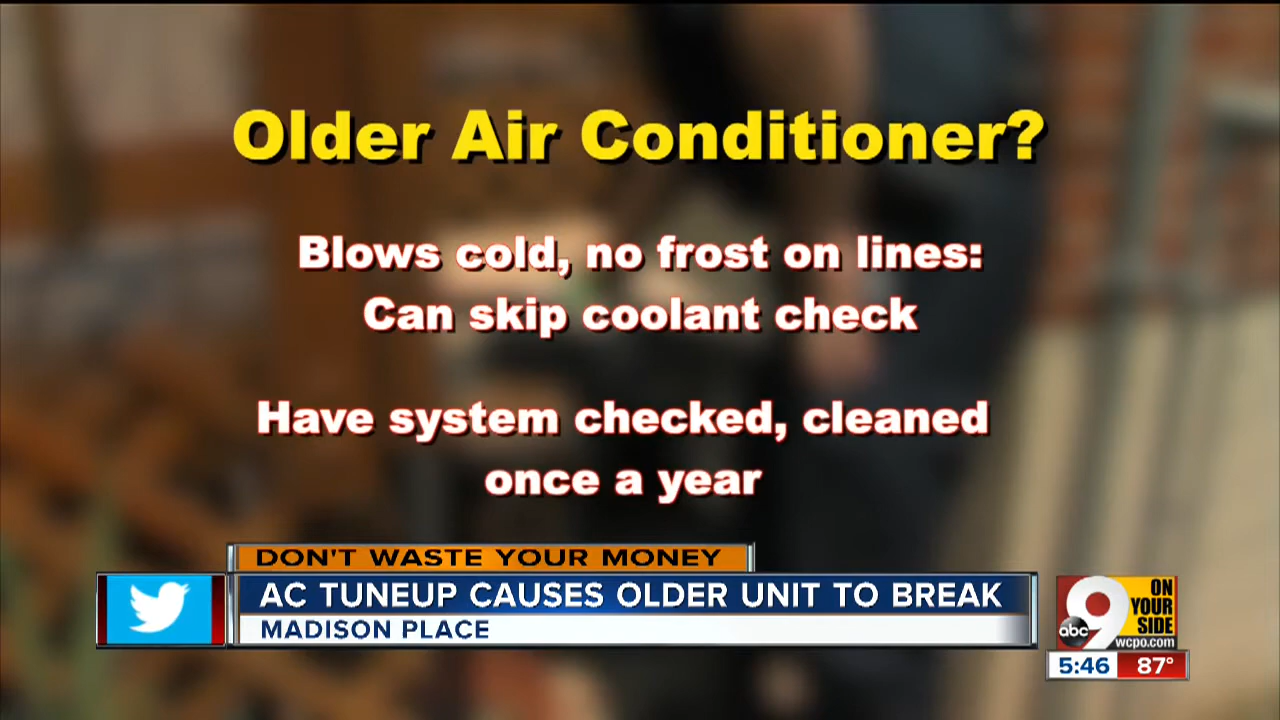 Older Air Conditioner?
Blows cold, no frost on lines:
Can skip coolant check
Have system checked, cleaned
once a year
DON'T WASTE YOUR MONEY
AC TUNEUP CAUSES OLDER UNIT TO BREAK
MADISON PLACE
abc 9
ON
YOUR
SIDE
wcpo.com
5:46 87°